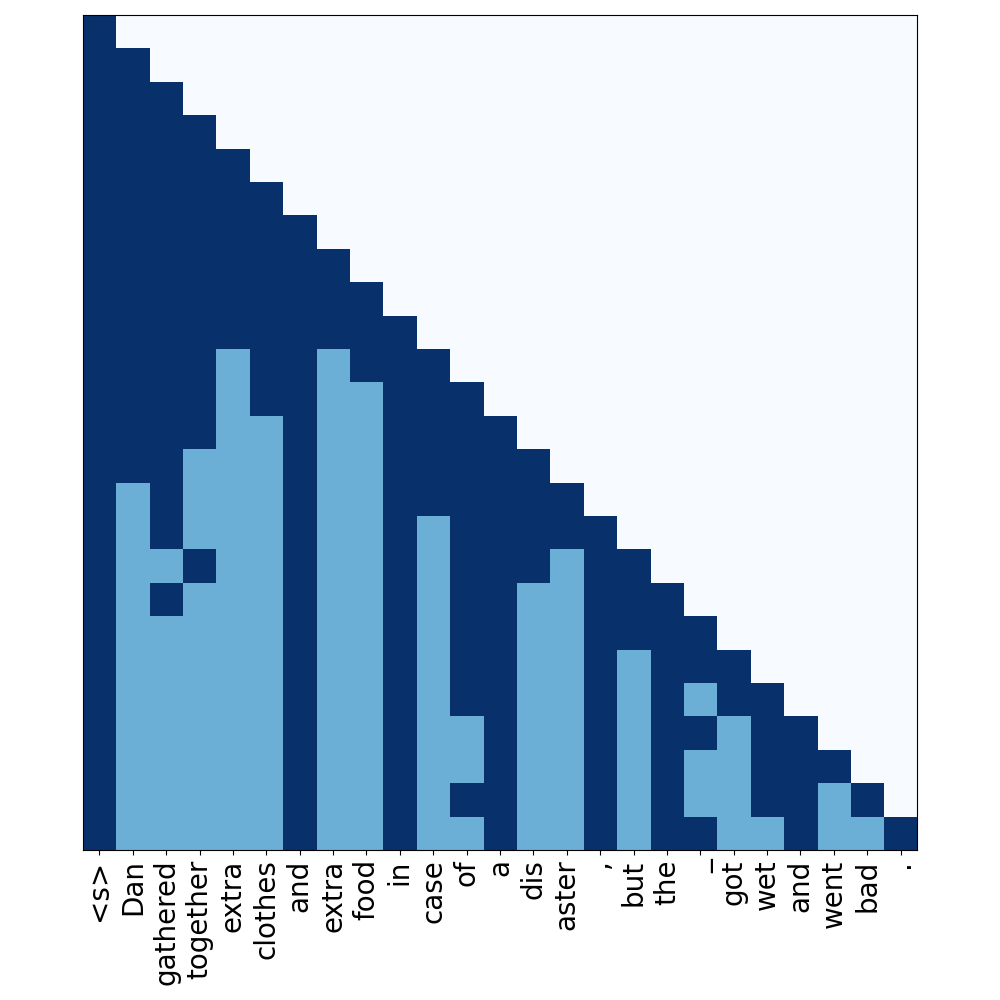 <s> Dan gathered together extra clothes and extra food in case of a dis aster , but the _ got wet and went bad .